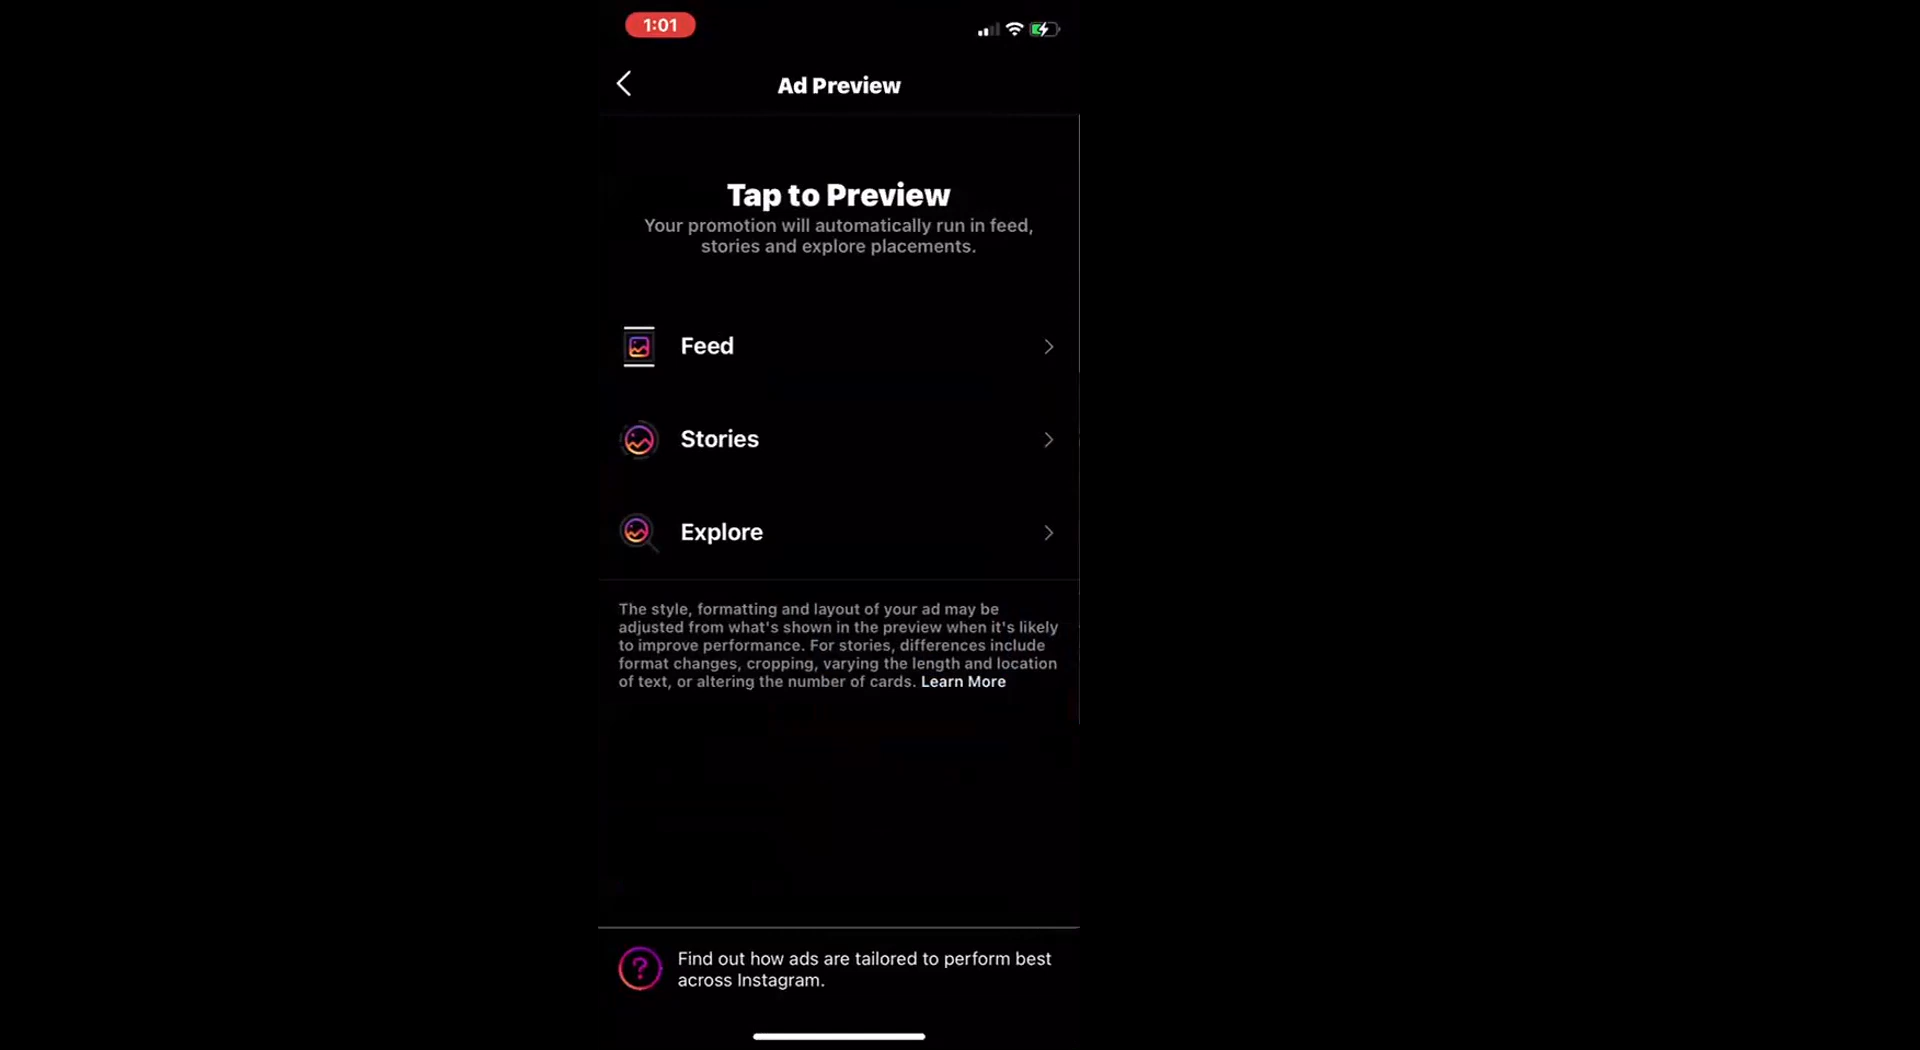 1:01
Ad Preview
Tap to Preview
Your promotion will automatically run in feed,
stories and explore placements.
Feed
Stories
Explore
The style, formatting and layout of your ad may be
adjusted from what's shown in the preview when it's likely
to improve performance. For stories, differences include
format changes, cropping, varying the length and location
of text, or altering the number of cards. Learn More
?
Find out how ads are tailored to perform best
across Instagram.